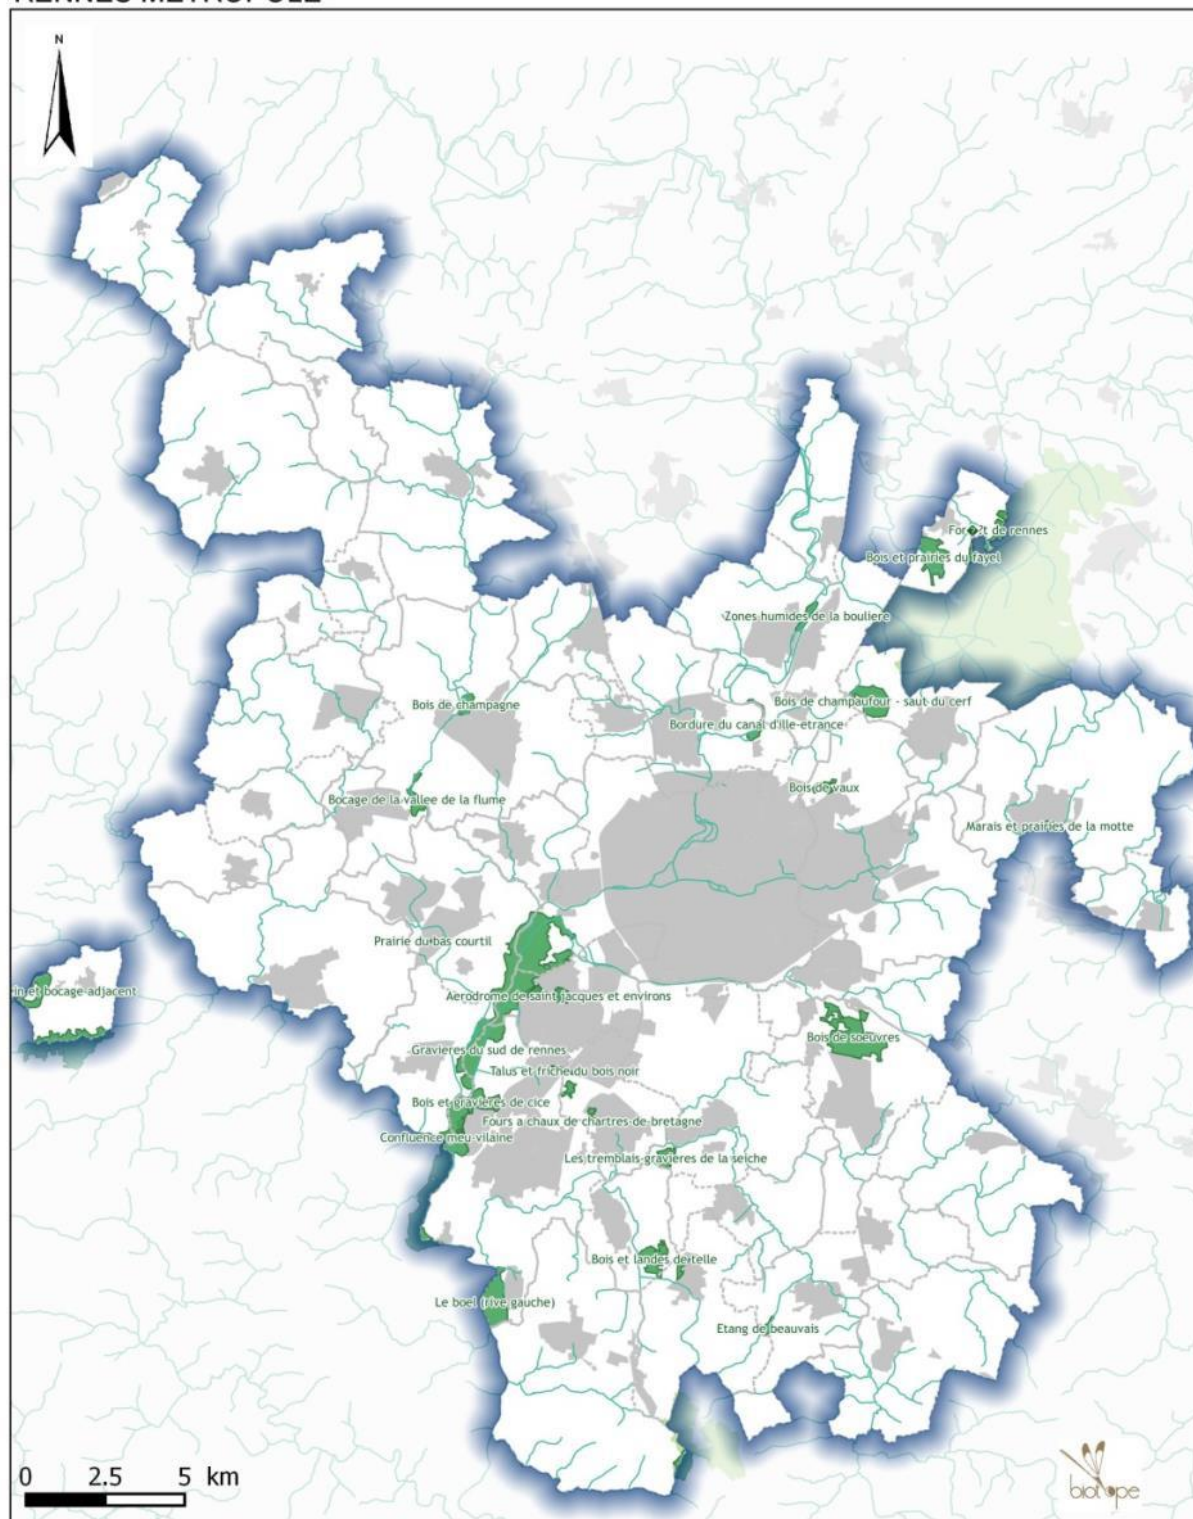 RENNES METROPOLE
N
For�?t de rennes
Bois et prairies du fayel
Zones humides de la bouliere
Bois de champagne
Bois de champaufour - saut du cerf
Bordure du canal d'ille-et-rance
Bois de vaux
Bocage de la vallee de la flume
Marais et prairies de la motte
Prairie du bas courtil
et bocage adjacent
Aerodrome de saint jacques et environs
Bois de soeuvres
Gravieres du sud de rennes
Talus et friche du bois noir
Bois et gravieres de cice
Fours a chaux de chartres de bretagne
Confluence meu-vilaine
Les tremblais-gravieres de la seiche
Bois et landes de telle
Le boel (rive gauche)
Etang de beauvais
0 2.5 5 km
biotope